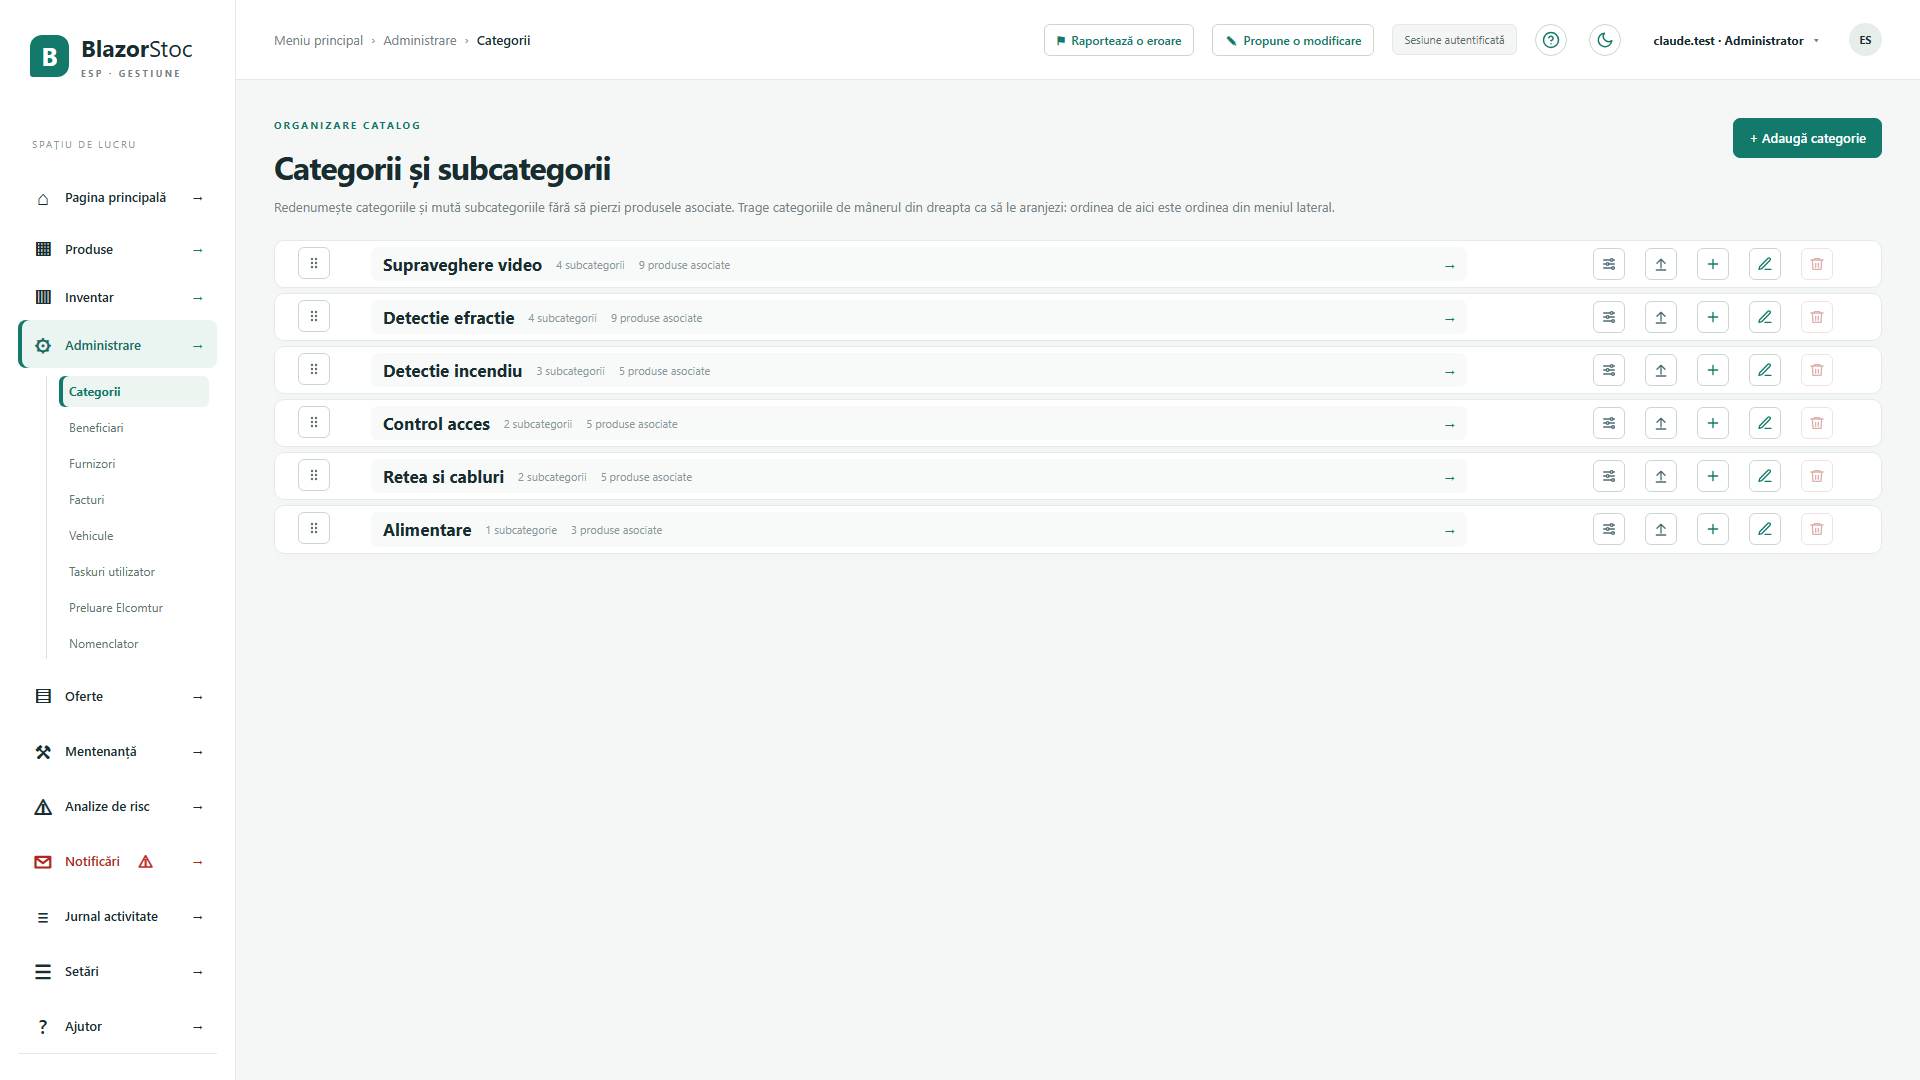 B BlazorStoc
ESP · GESTIUNE
SPAȚIU DE LUCRU
Pagina principală →
Produse →
Inventar →
Administrare →
Categorii
Beneficiari
Furnizori
Facturi
Vehicule
Taskuri utilizator
Preluare Elcomtur
Nomenclator
Oferte →
Mentenanță →
Analize de risc →
Notificări →
Jurnal activitate →
Setări →
? Ajutor →
Meniu principal › Administrare › Categorii
Raportează o eroare
Propune o modificare
Sesiune autentificată
claude.test · Administrator
ES
ORGANIZARE CATALOG
Categorii și subcategorii
Redenumește categoriile și mută subcategoriile fără să pierzi produsele asociate. Trage categoriile de mânerul din dreapta ca să le aranjezi: ordinea de aici este ordinea din meniul lateral.
+ Adaugă categorie
Supraveghere video 4 subcategorii 9 produse asociate →
Detectie efractie 4 subcategorii 9 produse asociate →
Detectie incendiu 3 subcategorii 5 produse asociate →
Control acces 2 subcategorii 5 produse asociate →
Retea si cabluri 2 subcategorii 5 produse asociate →
Alimentare 1 subcategorie 3 produse asociate →